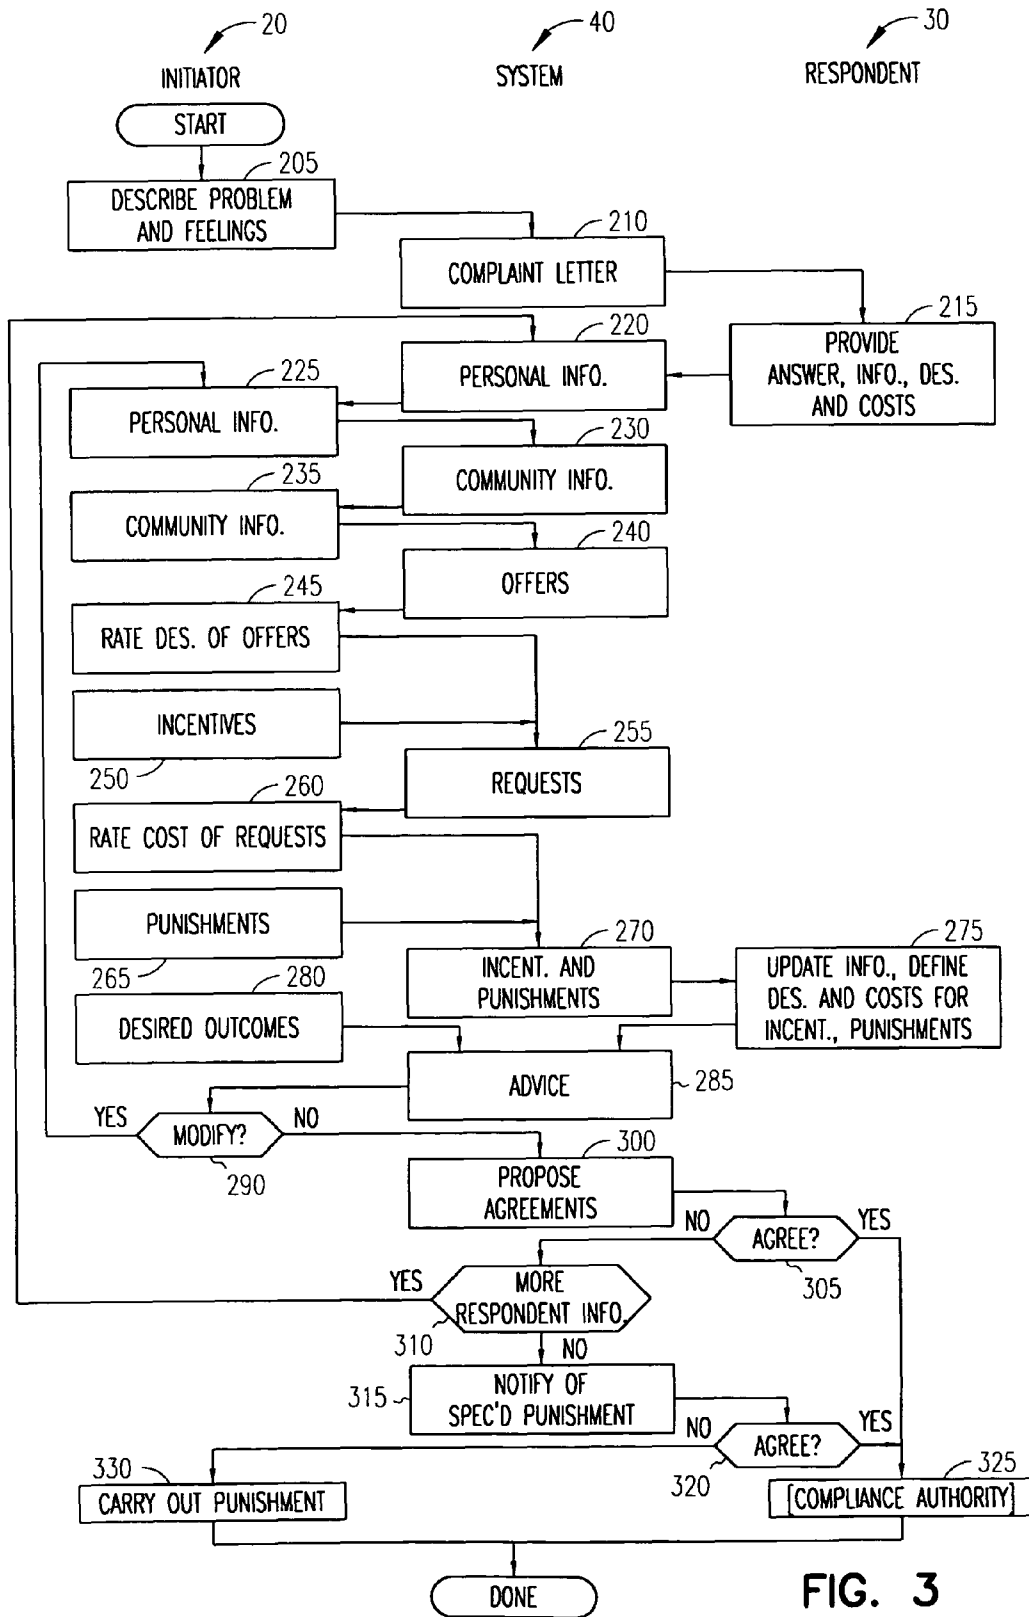 20
40
30
INITIATOR
SYSTEM
RESPONDENT
START
205
DESCRIBE PROBLEM
AND FEELINGS
210
COMPLAINT LETTER
215
PROVIDE
ANSWER, INFO., DES.
AND COSTS
220
PERSONAL INFO.
225
PERSONAL INFO.
230
COMMUNITY INFO.
235
COMMUNITY INFO.
240
OFFERS
245
RATE DES. OF OFFERS
INCENTIVES
250
255
REQUESTS
260
RATE COST OF REQUESTS
PUNISHMENTS
265
270
INCENT. AND
PUNISHMENTS
275
UPDATE INFO., DEFINE
DES. AND COSTS FOR
INCENT., PUNISHMENTS
280
DESIRED OUTCOMES
ADVICE
285
YES
MODIFY?
NO
290
300
PROPOSE
AGREEMENTS
NO
AGREE?
YES
305
YES
MORE
RESPONDENT INFO.
310
NO
315
NOTIFY OF
SPEC'D PUNISHMENT
NO
AGREE?
YES
320
330
CARRY OUT PUNISHMENT
325
[COMPLIANCE AUTHORITY]
DONE
FIG. 3